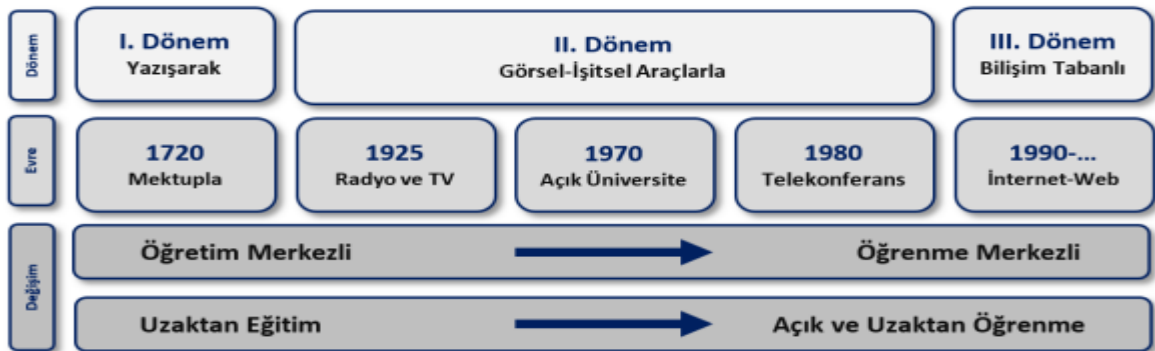 Dönem
I. Dönem
Yazışarak
II. Dönem
Görsel-İşitsel Araçlarla
III. Dönem
Bilişim Tabanlı
Evre
1720
Mektupla
1925
Radyo ve TV
1970
Açık Üniversite
1980
Telekonferans
1990-...
İnternet-Web
Değişim
Öğretim Merkezli
Öğrenme Merkezli
Uzaktan Eğitim
Açık ve Uzaktan Öğrenme